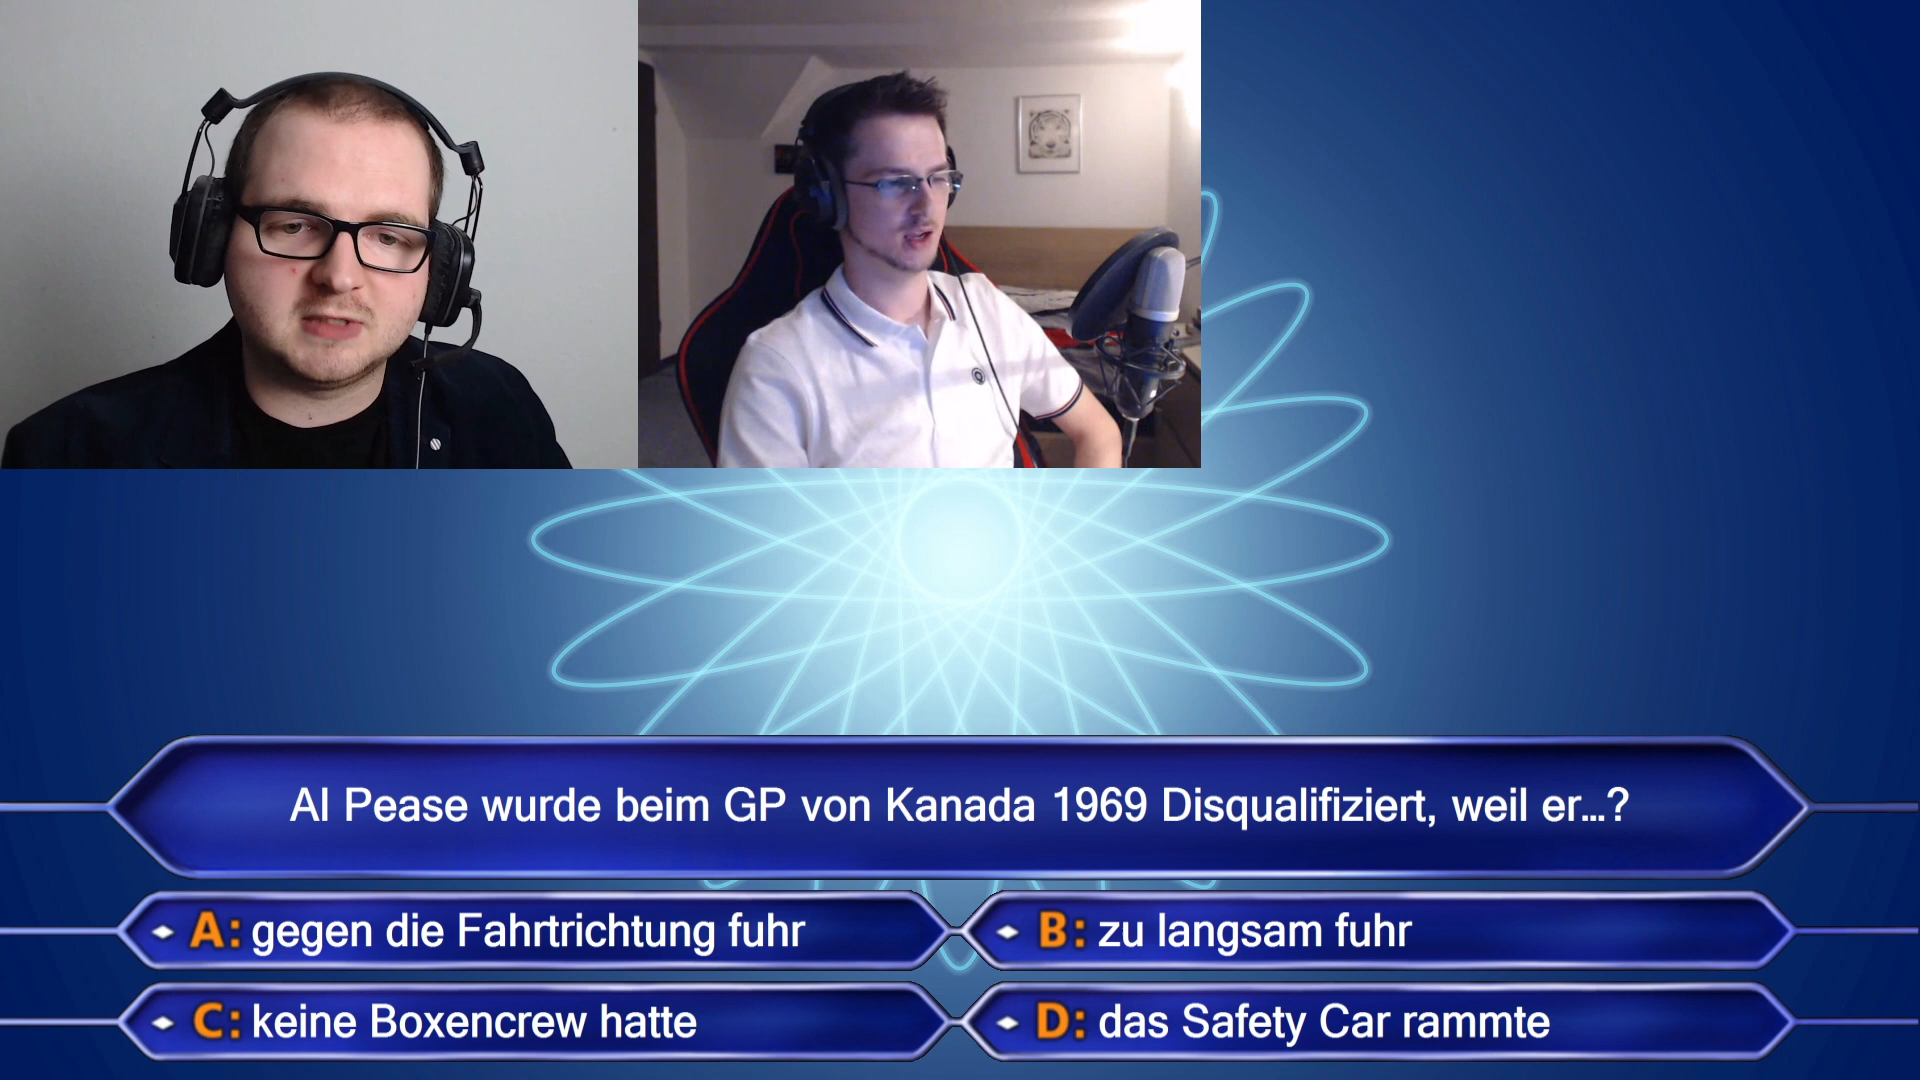 Al Pease wurde beim GP von Kanada 1969 Disqualifiziert, weil er...?
A: gegen die Fahrtrichtung fuhr
B: zu langsam fuhr
C: keine Boxencrew hatte
D: das Safety Car rammte